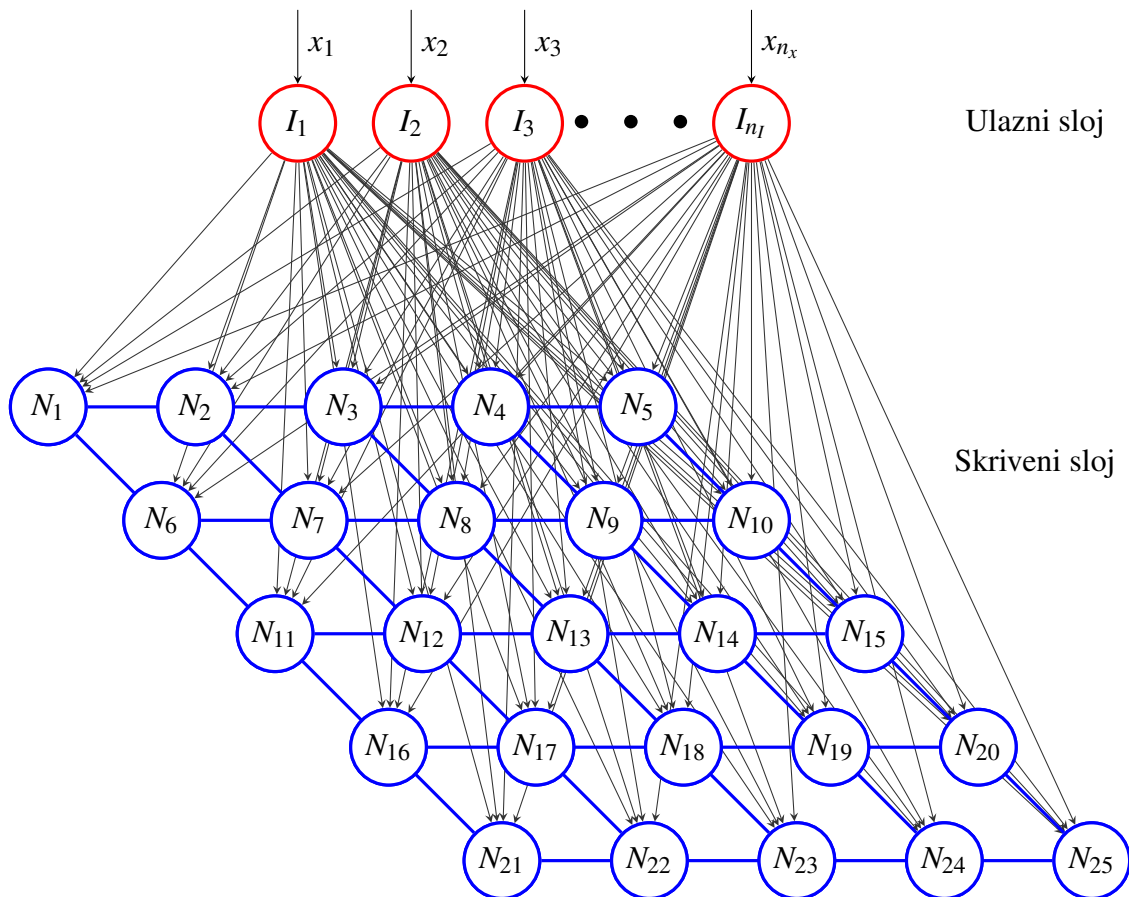 x1 x2 x3 xnx
I1 I2 I3 InI Ulazni sloj
N1 N2 N3 N4 N5
Skriveni sloj
N6 N7 N8 N9 N10
N11 N12 N13 N14 N15
N16 N17 N18 N19 N20
N21 N22 N23 N24 N25